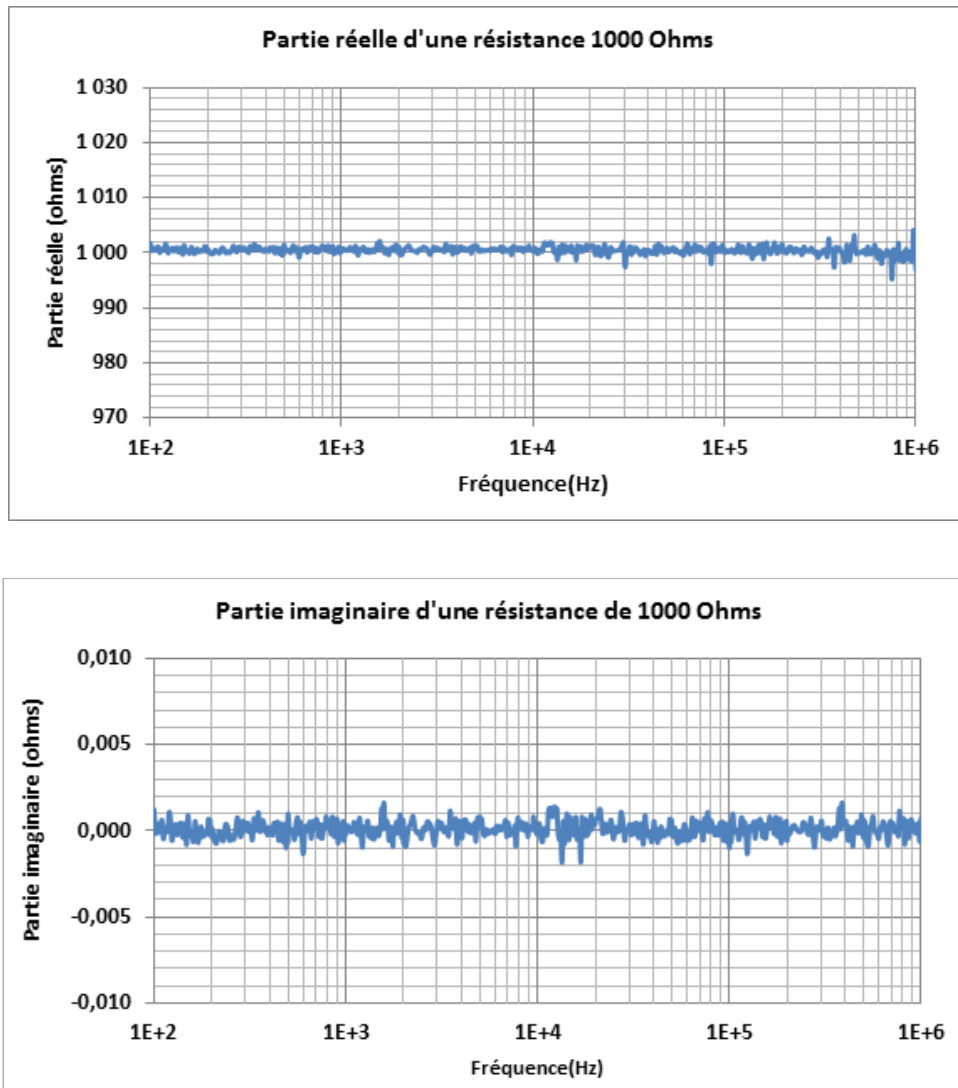 Partie réelle d'une résistance 1000 Ohms
1 030
1 020
1 010
1 000
990
980
970
Partie réelle (ohms)
1E+2 1E+3 1E+4 1E+5 1E+6
Fréquence(Hz)
Partie imaginaire d'une résistance de 1000 Ohms
0,010
0,005
0,000
-0,005
-0,010
Partie imaginaire (ohms)
1E+2 1E+3 1E+4 1E+5 1E+6
Fréquence(Hz)